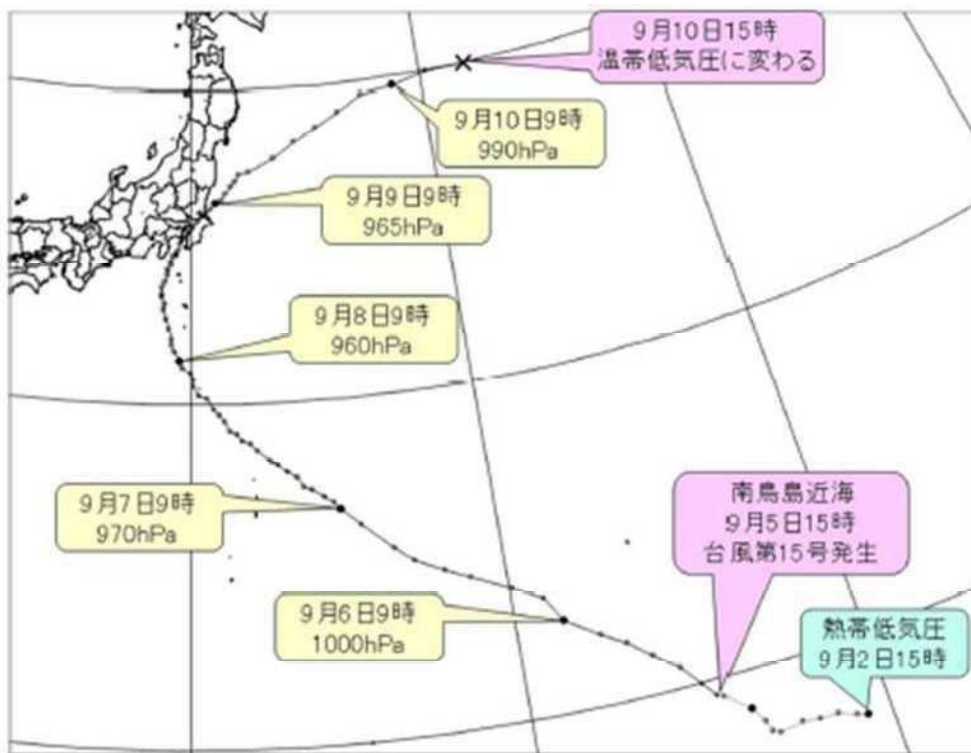 9月10日15時
温帯低気圧に変わる
9月10日9時
990hPa
9月9日9時
965hPa
9月8日9時
960hPa
9月7日9時
970hPa
南鳥島近海
9月5日15時
台風第15号発生
9月6日9時
1000hPa
熱帯低気圧
9月2日15時